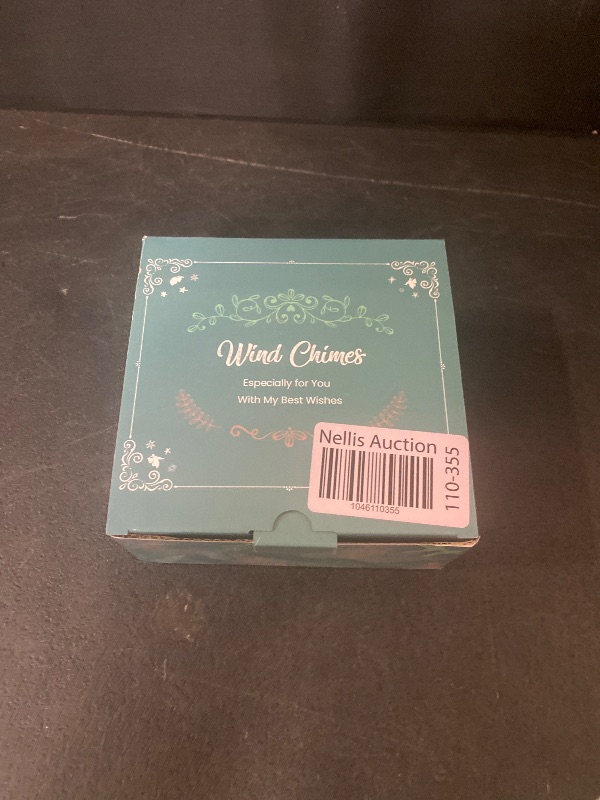 Wind Chimes
Especially for You
With My Best Wishes
Nellis Auction
1046110355
110-355